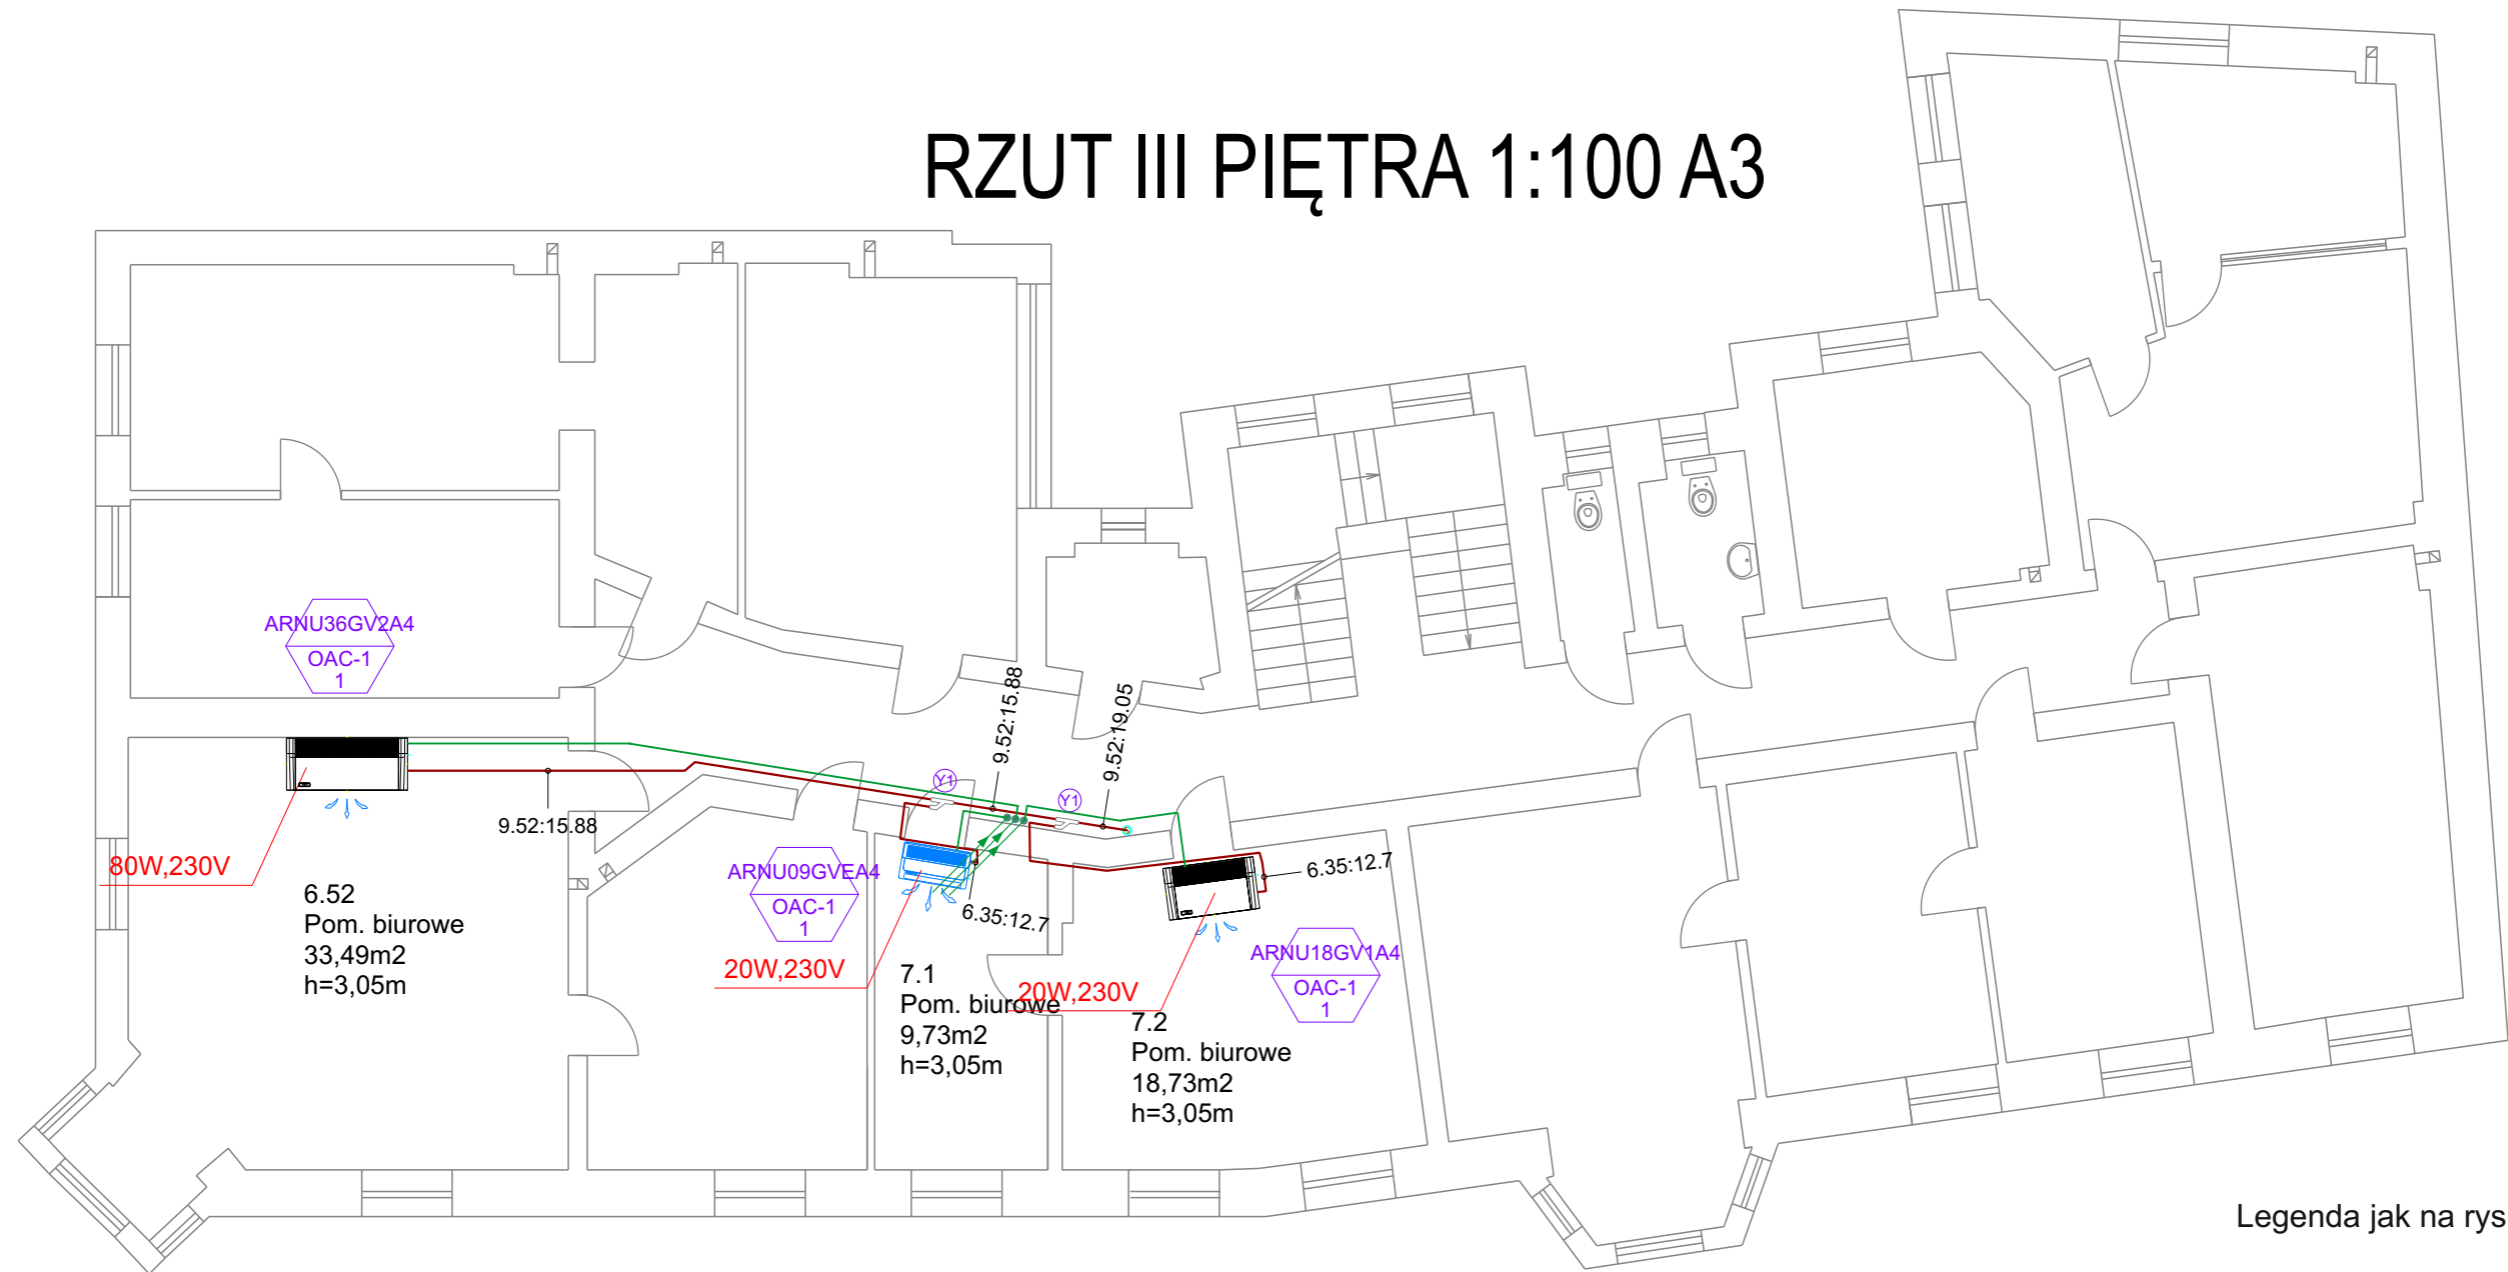 RZUT III PIĘTRA 1:100 A3
ARNU36GV2A4
OAC-1
1
9.52:15.88
9.52:19.05
Y1
Y1
9.52:15.88
80W,230V
6.52
Pom. biurowe
33,49m2
h=3,05m
ARNU09GVEA4
OAC-1
1
6.35:12.7
6.35:12.7
20W,230V
7.1
Pom. biurowe
9,73m2
h=3,05m
20W,230V
7.2
Pom. biurowe
18,73m2
h=3,05m
ARNU18GV1A4
OAC-1
1
Legenda jak na rys